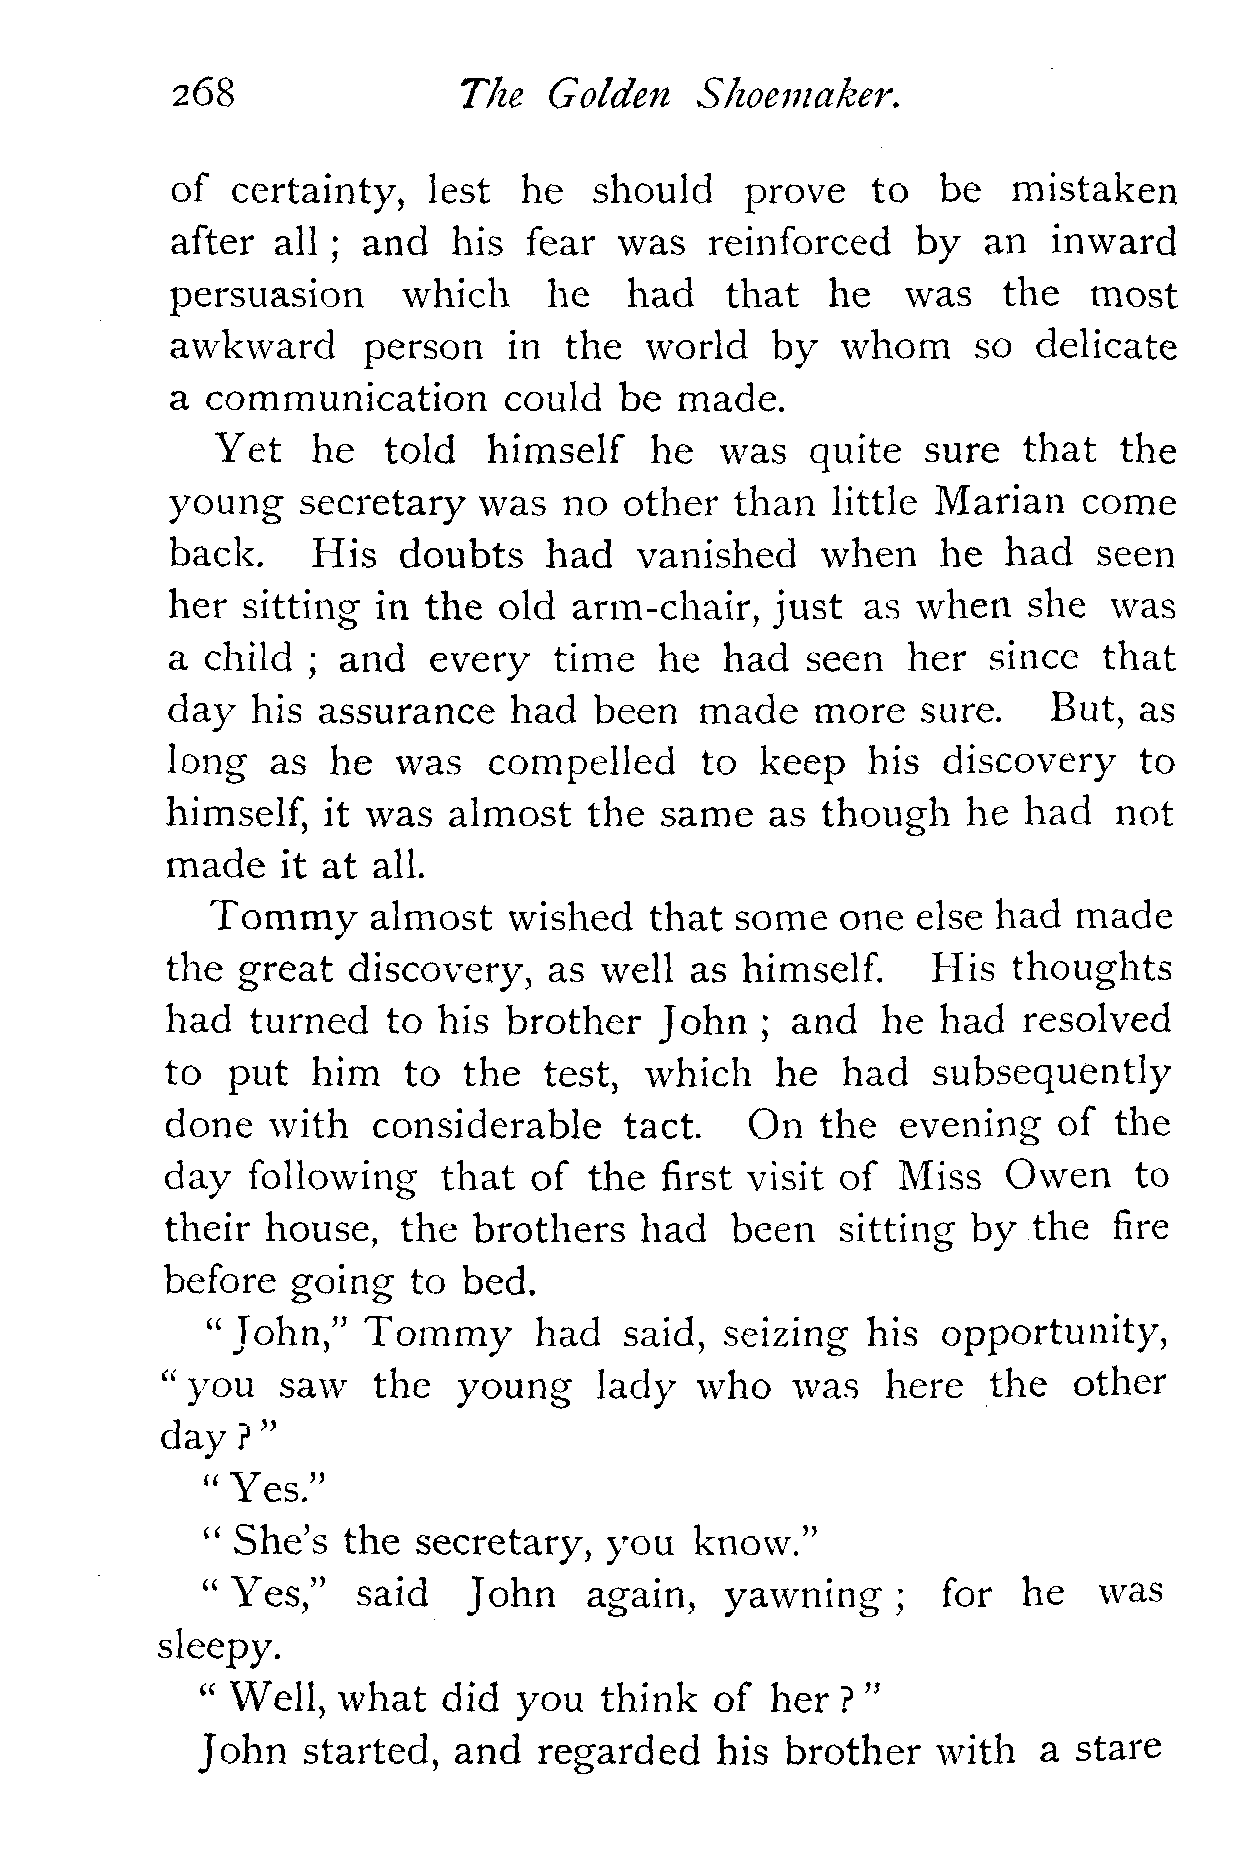 268 The Golden Shoemaker.
of certainty, lest he should prove to be mistaken
after all ; and his fear was reinforced by an inward
persuasion which he had that he was the most
awkward person in the world by whom so delicate
a communication could be made.
Yet he told himself he was quite sure that the
young secretary was no other than little Marian come
back. His doubts had vanished when he had seen
her sitting in the old arm-chair, just as when she was
a child ; and every time he had seen her since that
day his assurance had been made more sure. But, as
long as he was compelled to keep his discovery to
himself, it was almost the same as though he had not
made it at all.
Tommy almost wished that some one else had made
the great discovery, as well as himself. His thoughts
had turned to his brother John ; and he had resolved
to put him to the test, which he had subsequently
done with considerable tact. On the evening of the
day following that of the first visit of Miss Owen to
their house, the brothers had been sitting by the fire
before going to bed.
“ John,” Tommy had said, seizing his opportunity,
“ you saw the young lady who was here the other
day ? ”
“ Yes.”
“ She’s the secretary, you know.”
“ Yes,” said John again, yawning ; for he was
sleepy.
“ Well, what did you think of her ? ”
John started, and regarded his brother with a stare